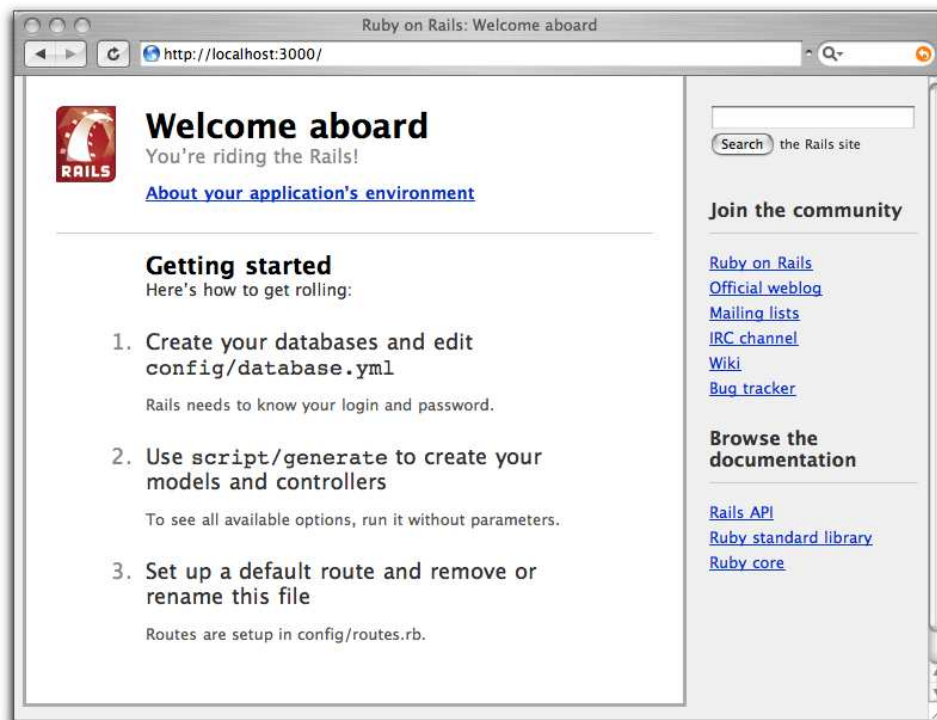 Ruby on Rails: Welcome aboard
http://localhost:3000/
RAILS
Welcome aboard
You're riding the Rails!
About your application's environment
Getting started
Here's how to get rolling:
1. Create your databases and edit
config/database.yml
Rails needs to know your login and password.
2. Use script/generate to create your
models and controllers
To see all available options, run it without parameters.
3. Set up a default route and remove or
rename this file
Routes are setup in config/routes.rb.
Search the Rails site
Join the community
Ruby on Rails
Official weblog
Mailing lists
IRC channel
Wiki
Bug tracker
Browse the
documentation
Rails API
Ruby standard library
Ruby core